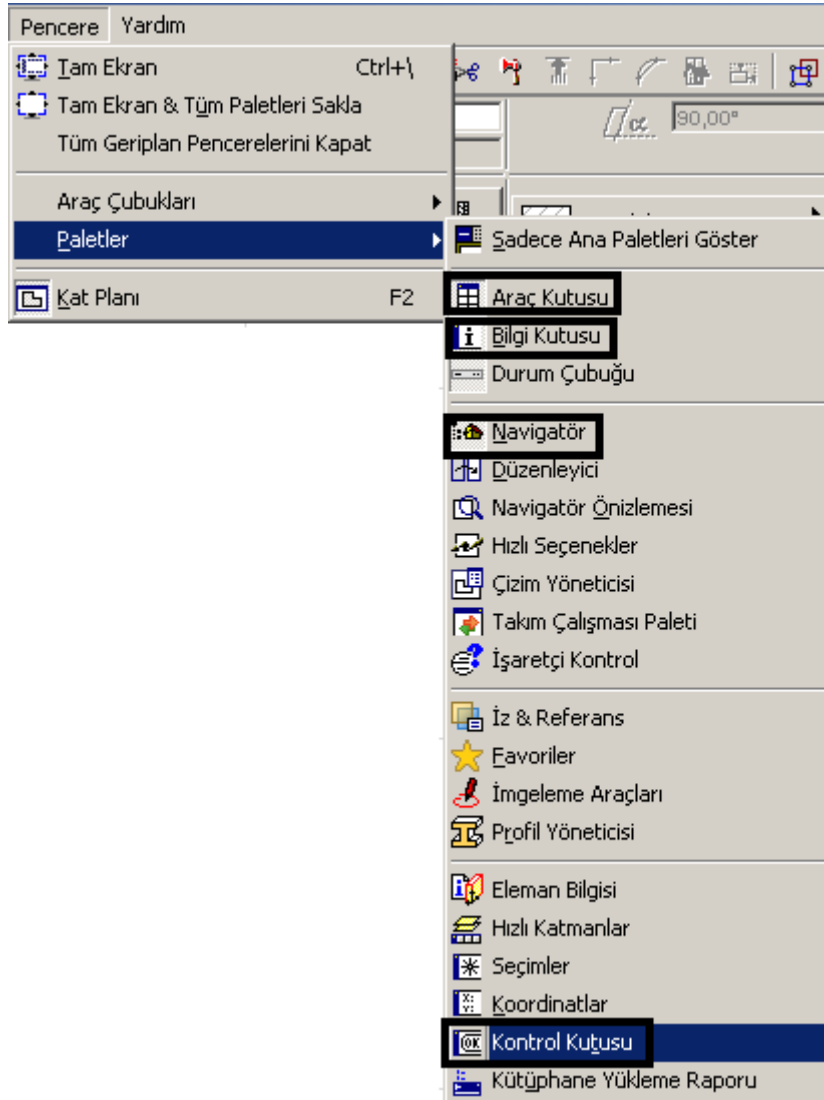 Pencere Yardım
Tam Ekran Ctrl+\
Tam Ekran & Tüm Paletleri Sakla
Tüm Geriplan Pencerelerini Kapat
Araç Çubukları
Paletler
Kat Planı F2
90,00°
Sadece Ana Paletleri Göster
Araç Kutusu
Bilgi Kutusu
Durum Çubuğu
Navigatör
Düzenleyici
Navigatör Önizlemesi
Hızlı Seçenekler
Çizim Yöneticisi
Takım Çalışması Paleti
İşaretçi Kontrol
İz & Referans
Favoriler
İmgeleme Araçları
Profil Yöneticisi
Eleman Bilgisi
Hızlı Katmanlar
Seçimler
Koordinatlar
Kontrol Kutusu
Kütüphane Yükleme Raporu